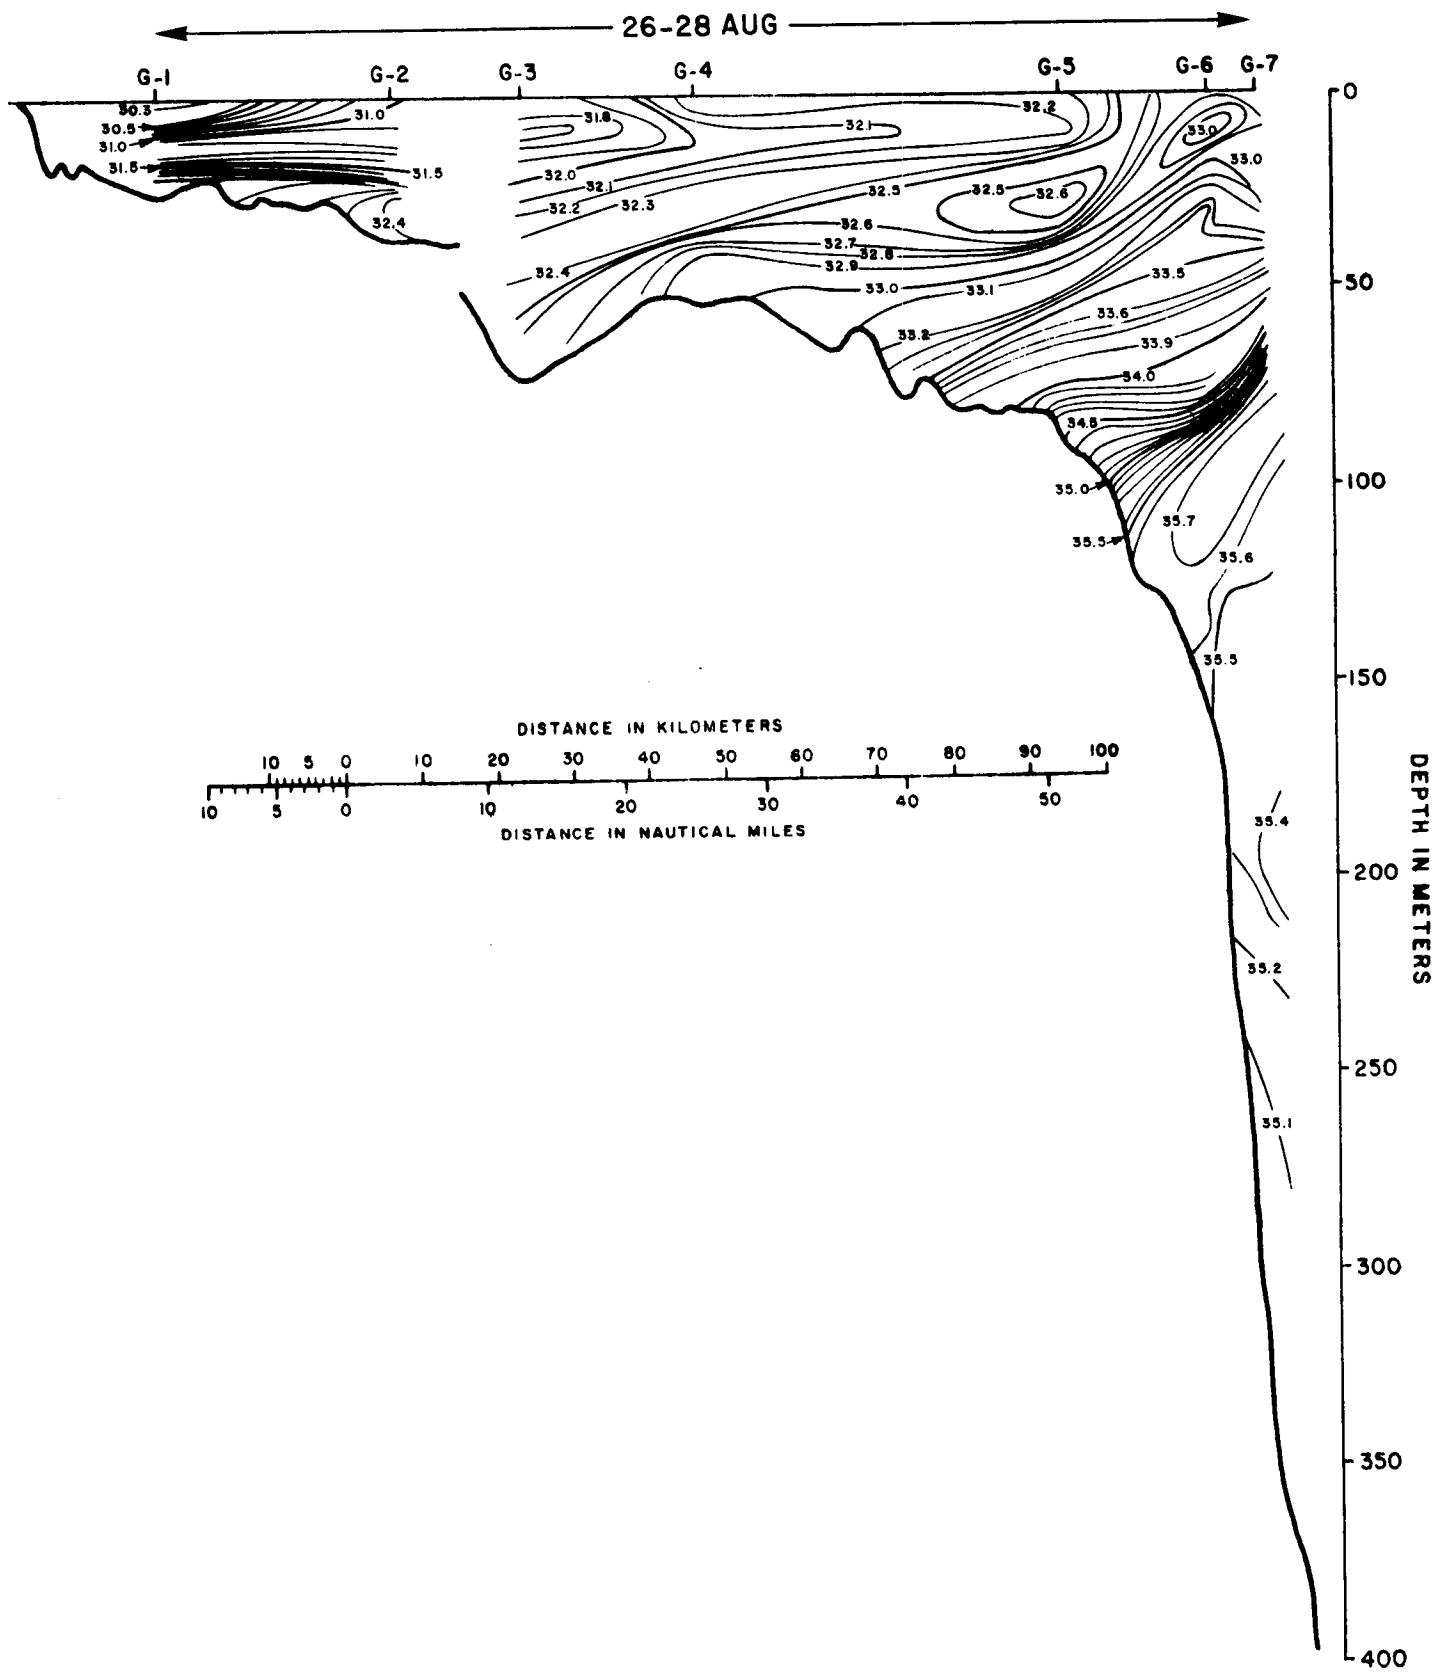 26-28 AUG
G-1 G-2 G-3 G-4 G-5 G-6 G-7
0
30.3 31.0 31.8 32.2
30.5 32.1 33.0
31.0
31.5 31.5 32.0 33.0
32.1 32.5 32.5 32.6
32.2 32.3
32.4 32.6
32.7
32.8
32.9
32.4 33.5
33.0 33.1 50
33.6
33.2 33.9
34.0
34.5
35.0 100
35.7
35.5
35.6
35.5
150
DISTANCE IN KILOMETERS
10 5 0 10 20 30 40 50 60 70 80 90 100
10 5 0 10 20 30 40 50
DISTANCE IN NAUTICAL MILES
35.4
200
35.2
250
35.1
300
350
400
DEPTH IN METERS